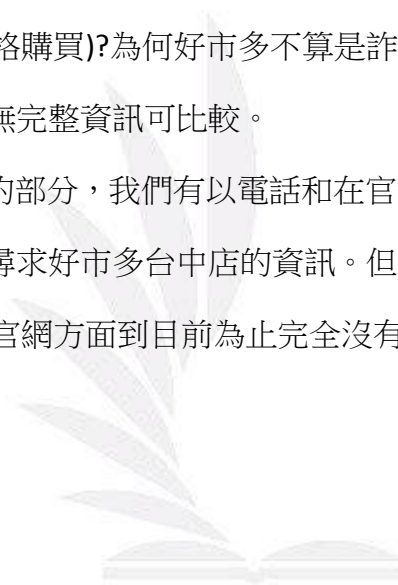 絡購買)?為何好市多不算是詐
無完整資訊可比較。
的部分,我們有以電話和在官
尋求好市多台中店的資訊。但
官網方面到目前為止完全沒有